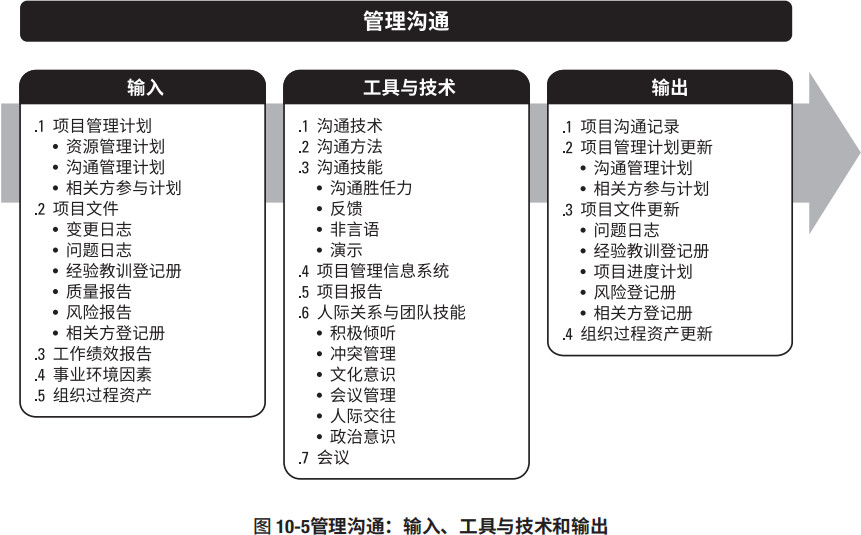 管理沟通
输入
.1 项目管理计划
• 资源管理计划
• 沟通管理计划
• 相关方参与计划
.2 项目文件
• 变更日志
• 问题日志
• 经验教训登记册
• 质量报告
• 风险报告
• 相关方登记册
.3 工作绩效报告
.4 事业环境因素
.5 组织过程资产
工具与技术
.1 沟通技术
.2 沟通方法
.3 沟通技能
• 沟通胜任力
• 反馈
• 非言语
• 演示
.4 项目管理信息系统
.5 项目报告
.6 人际关系与团队技能
• 积极倾听
• 冲突管理
• 文化意识
• 会议管理
• 人际交往
• 政治意识
.7 会议
输出
.1 项目沟通记录
.2 项目管理计划更新
• 沟通管理计划
• 相关方参与计划
.3 项目文件更新
• 问题日志
• 经验教训登记册
• 项目进度计划
• 风险登记册
• 相关方登记册
.4 组织过程资产更新
图 10-5管理沟通：输入、工具与技术和输出